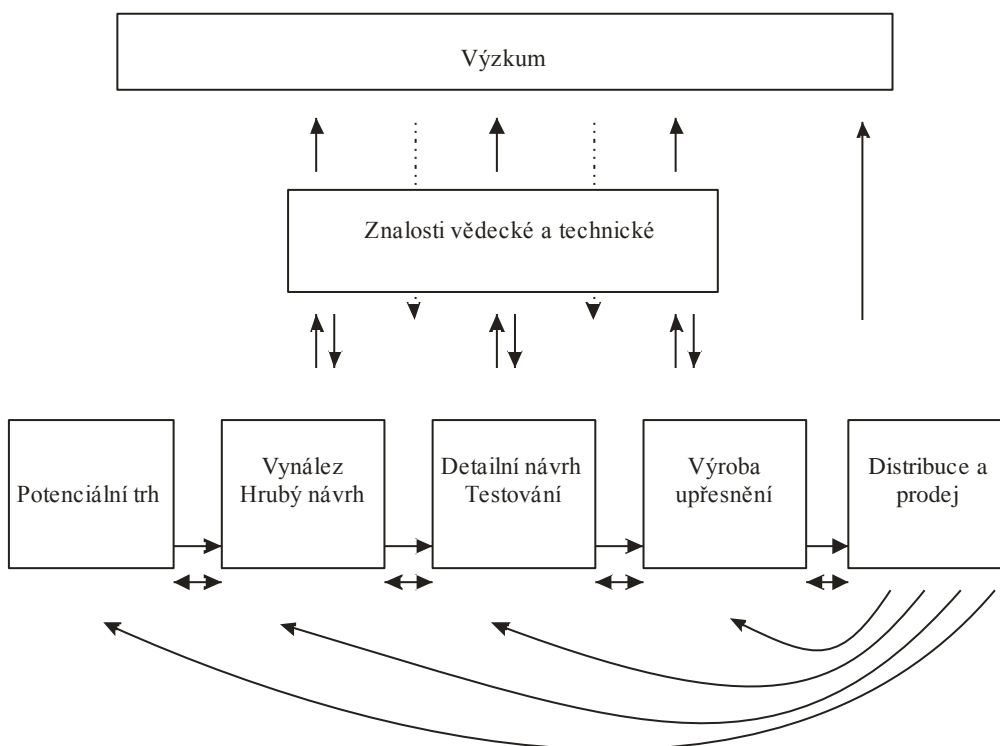 Výzkum
Znalosti vědecké a technické
Potenciální trh
Vynález
Hrubý návrh
Detailní návrh
Testování
Výroba
upřesnění
Distribuce a
prodej